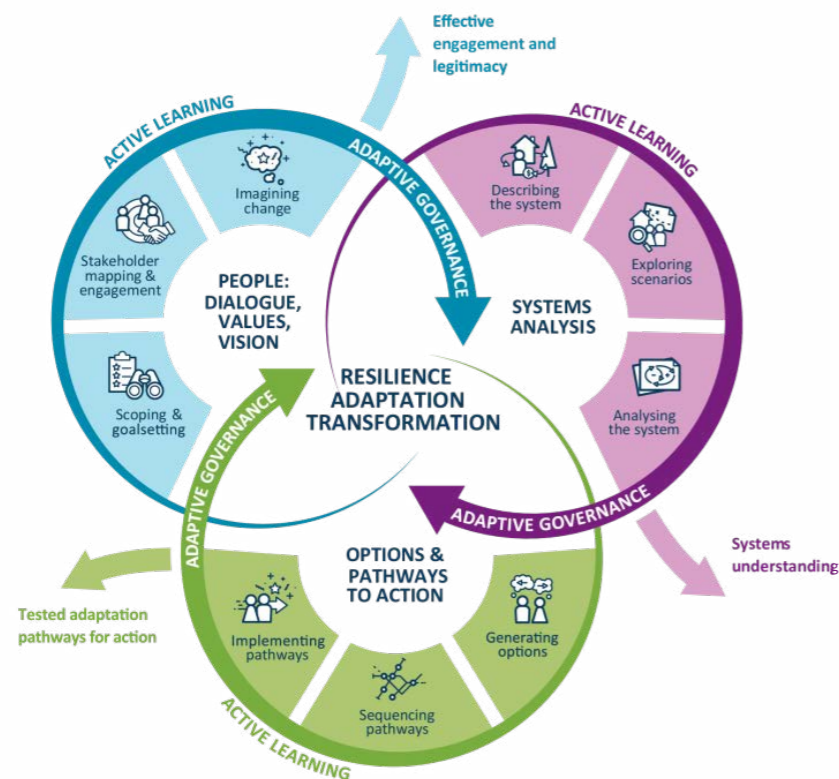 Effective
engagement and
legitimacy
ACTIVE LEARNING
ADAPTIVE GOVERNANCE
Imagining
change
Stakeholder
mapping &
engagement
Scoping &
goalsetting
PEOPLE:
DIALOGUE,
VALUES,
VISION
ACTIVE LEARNING
Describing
the system
Exploring
scenarios
Analysing
the system
SYSTEMS
ANALYSIS
ADAPTIVE GOVERNANCE
Systems
understanding
RESILIENCE
ADAPTATION
TRANSFORMATION
ADAPTIVE GOVERNANCE
OPTIONS &
PATHWAYS
TO ACTION
Generating
options
Sequencing
pathways
Implementing
pathways
ACTIVE LEARNING
Tested adaptation
pathways for action